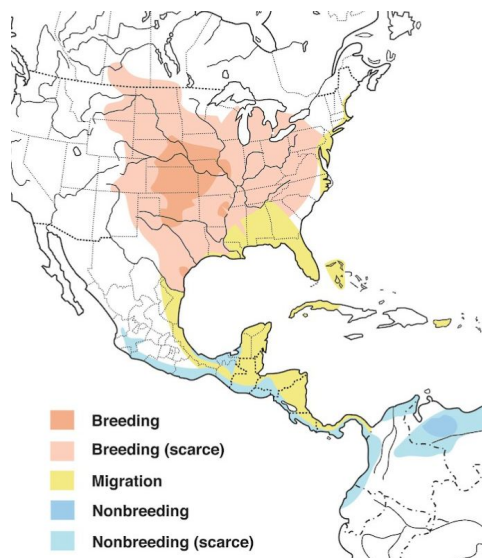 Breeding
Breeding (scarce)
Migration
Nonbreeding
Nonbreeding (scarce)